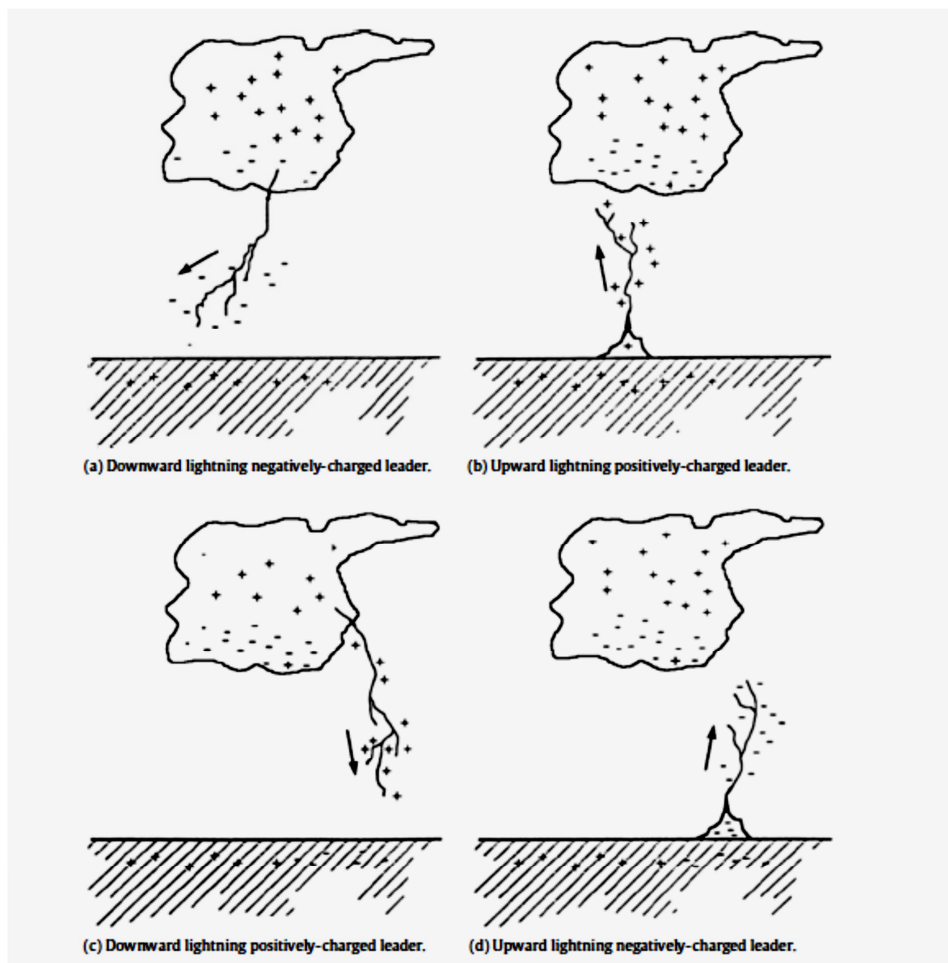 (a) Downward lightning negatively-charged leader.
(b) Upward lightning positively-charged leader.
(c) Downward lightning positively-charged leader.
(d) Upward lightning negatively-charged leader.